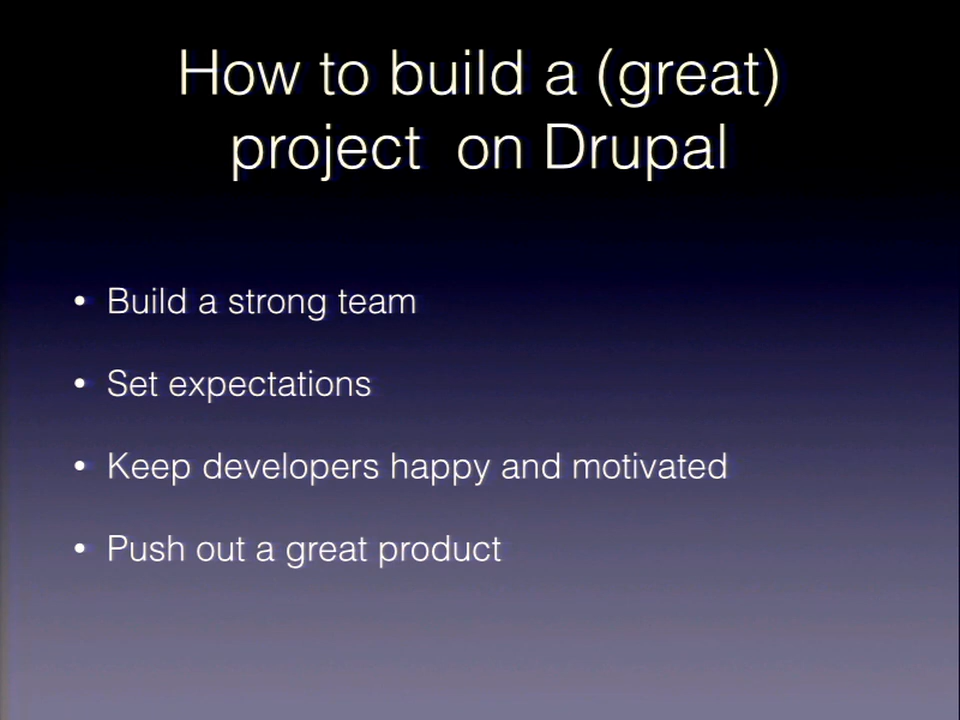 How to build a (great)
project  on Drupal
• Build a strong team
• Set expectations
• Keep developers happy and motivated
• Push out a great product